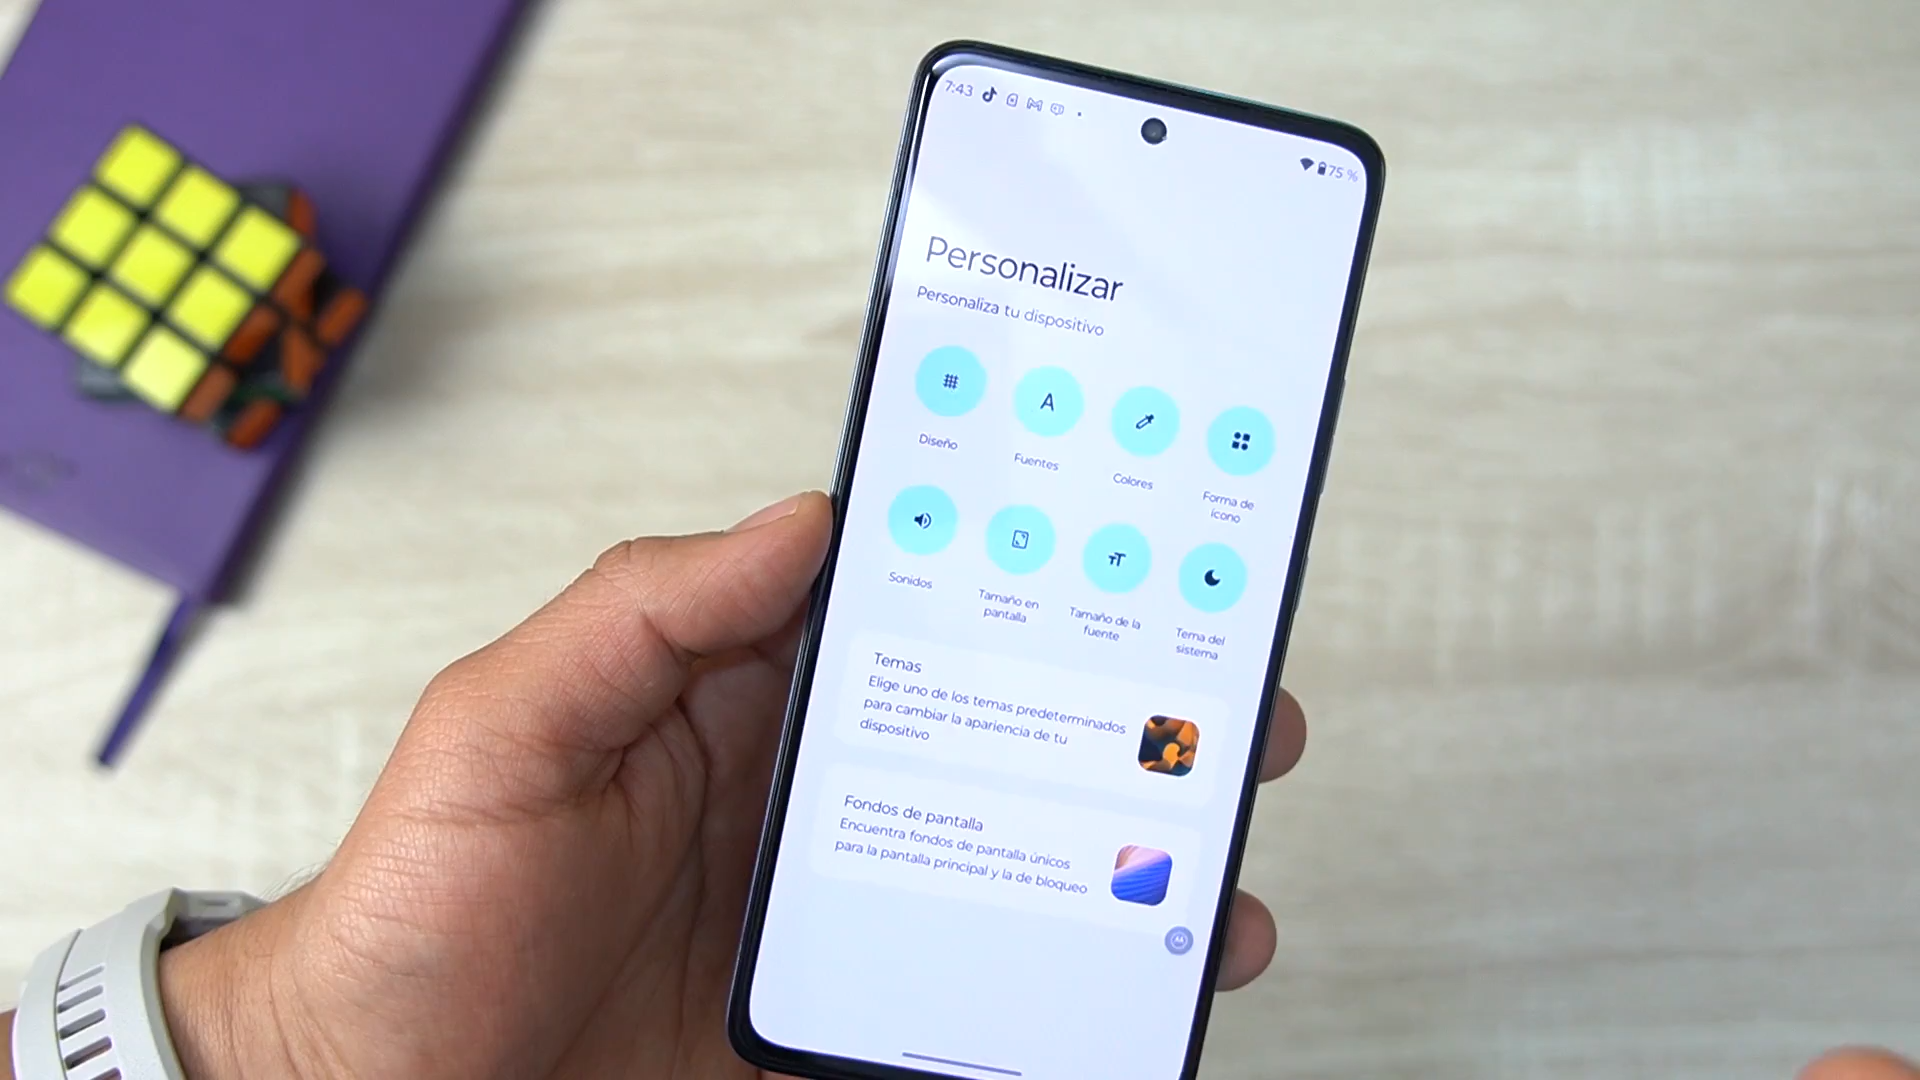 7:43
75 %
Personalizar
Personaliza tu dispositivo
Diseño
Fuentes
Colores
Forma de
ícono
Sonidos
Tamaño en
pantalla
Tamaño de la
fuente
Tema del
sistema
Temas
Elige uno de los temas predeterminados
para cambiar la apariencia de tu
dispositivo
Fondos de pantalla
Encuentra fondos de pantalla únicos
para la pantalla principal y la de bloqueo